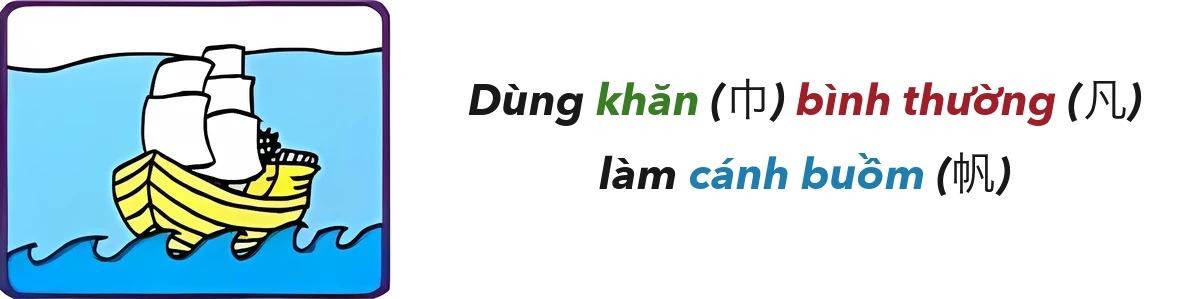 Dùng khăn (巾) bình thường (凡)
làm cánh buồm (帆)